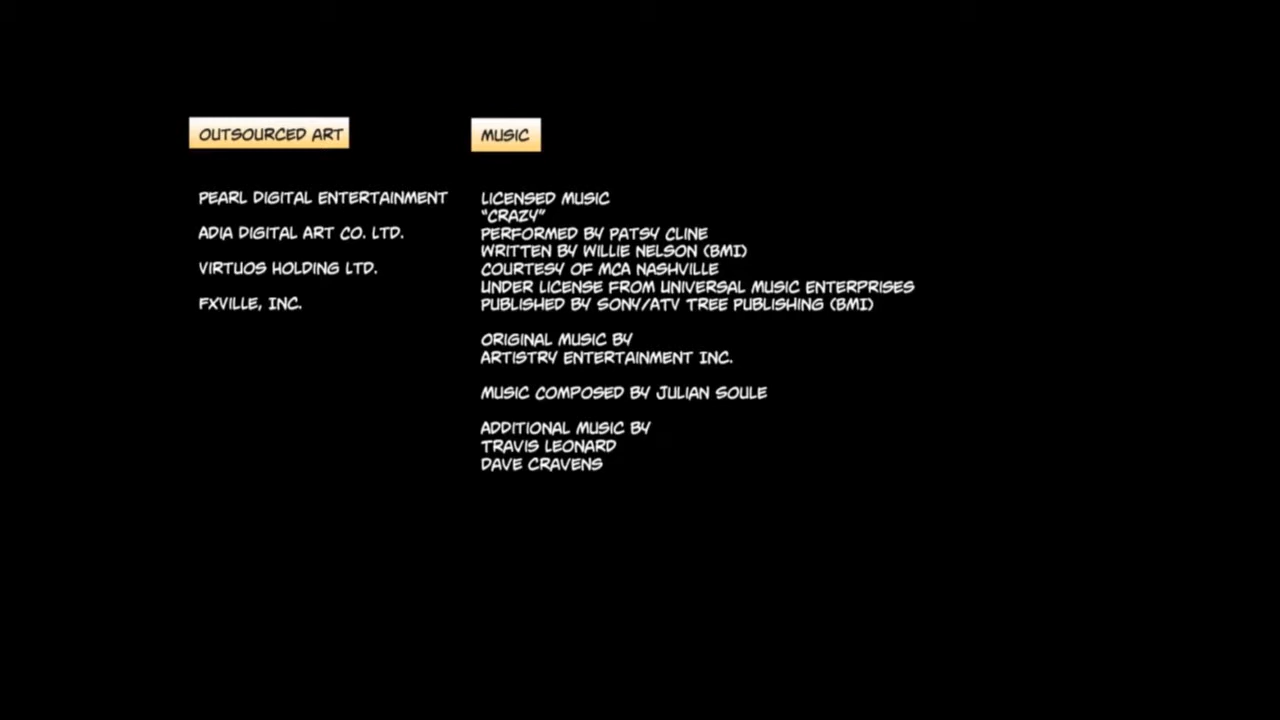 OUTSOURCED ART
PEARL DIGITAL ENTERTAINMENT
ADIA DIGITAL ART CO. LTD.
VIRTUOS HOLDING LTD.
FXVILLE, INC.
MUSIC
LICENSED MUSIC
"CRAZY"
PERFORMED BY PATSY CLINE
WRITTEN BY WILLIE NELSON (BMI)
COURTESY OF MCA NASHVILLE
UNDER LICENSE FROM UNIVERSAL MUSIC ENTERPRISES
PUBLISHED BY SONY/ATV TREE PUBLISHING (BMI)
ORIGINAL MUSIC BY
ARTISTRY ENTERTAINMENT INC.
MUSIC COMPOSED BY JULIAN SOULE
ADDITIONAL MUSIC BY
TRAVIS LEONARD
DAVE CRAVENS